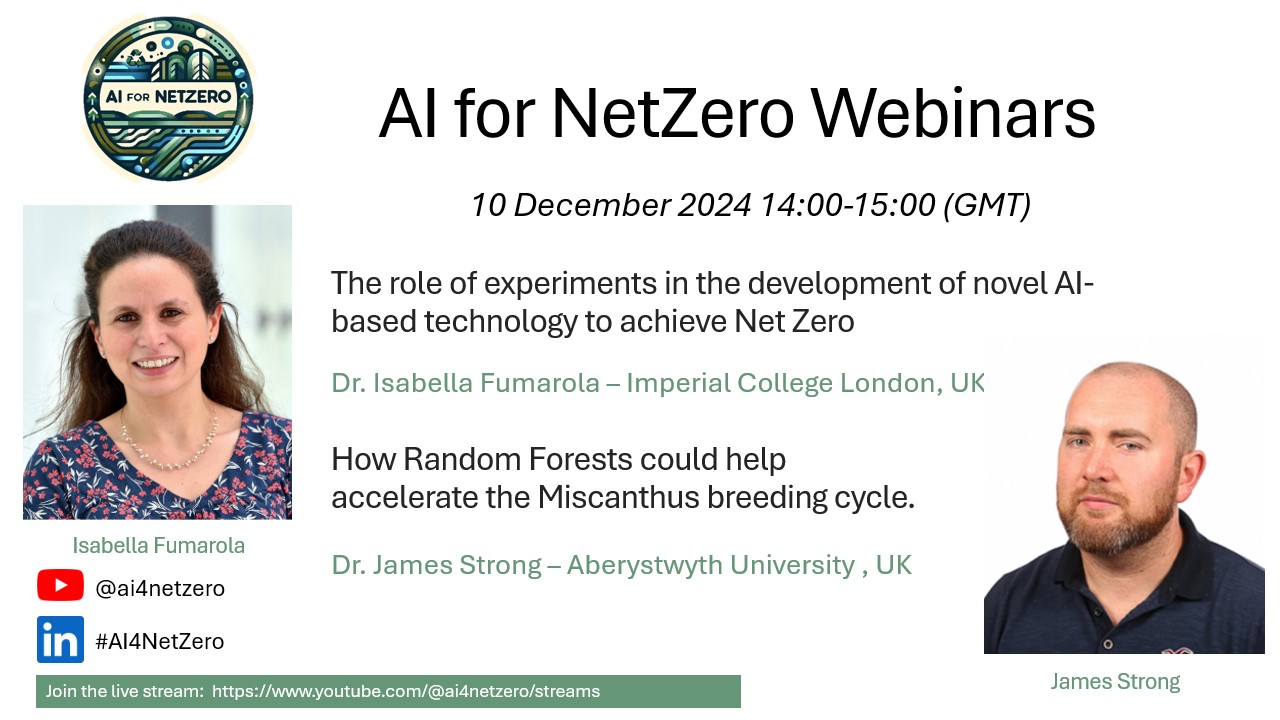 AI FOR NETZERO
AI for NetZero Webinars
10 December 2024 14:00-15:00 (GMT)
The role of experiments in the development of novel AI-
based technology to achieve Net Zero
Dr. Isabella Fumarola – Imperial College London, UK
How Random Forests could help
accelerate the Miscanthus breeding cycle.
Dr. James Strong – Aberystwyth University , UK
Isabella Fumarola
@ai4netzero
in
#AI4NetZero
Join the live stream: https://www.youtube.com/@ai4netzero/streams
James Strong